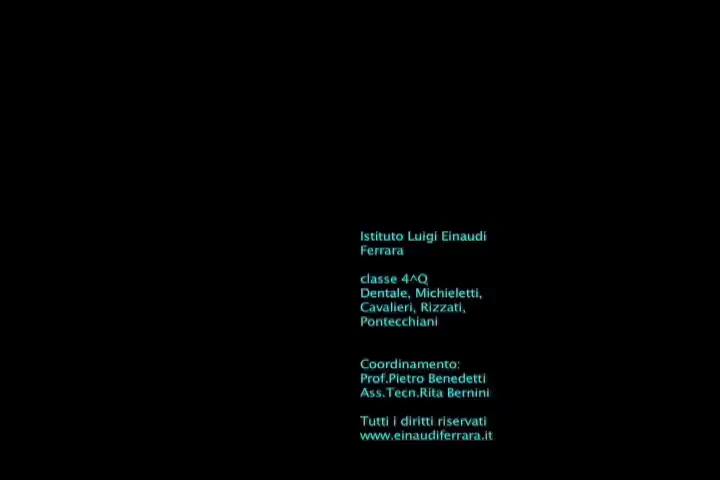 Istituto Luigi Einaudi
Ferrara
classe 4^Q
Dentale, Michieletti,
Cavalieri, Rizzati,
Pontecchiani
Coordinamento:
Prof.Pietro Benedetti
Ass.Tecn.Rita Bernini
Tutti i diritti riservati
www.einaudiferrara.it